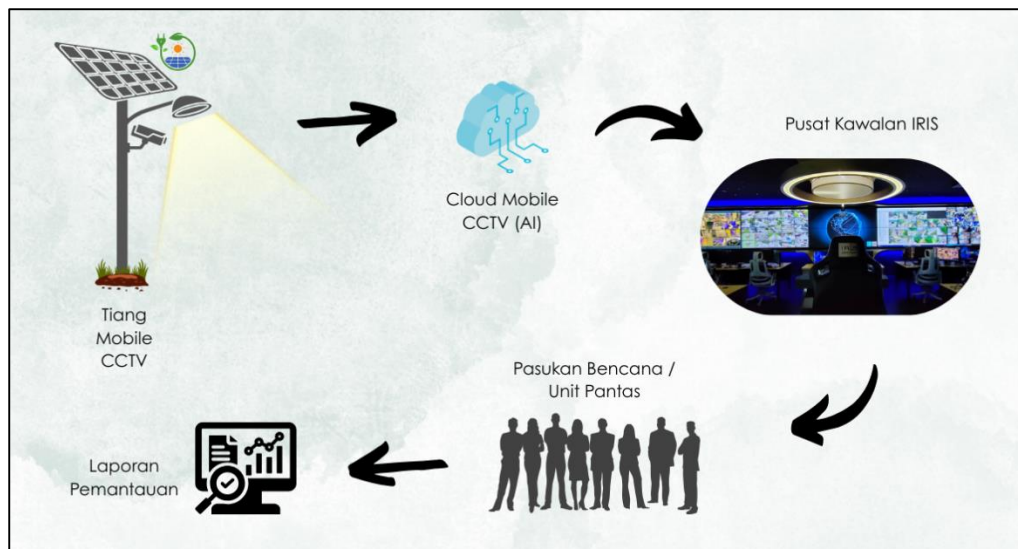 Cloud Mobile
CCTV (AI)
Pusat Kawalan IRIS
Tiang
Mobile
CCTV
Pasukan Bencana /
Unit Pantas
Laporan
Pemantauan